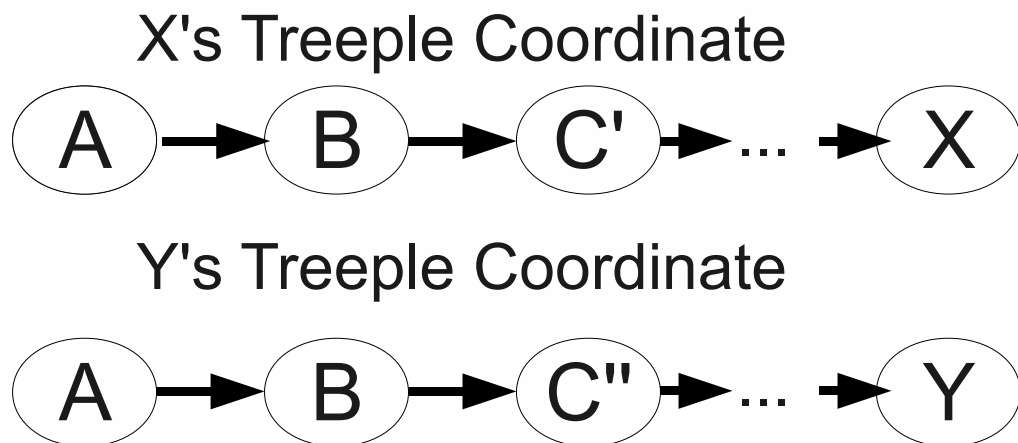 X's Treeple Coordinate
A B C' ... X
Y's Treeple Coordinate
A B C" ... Y